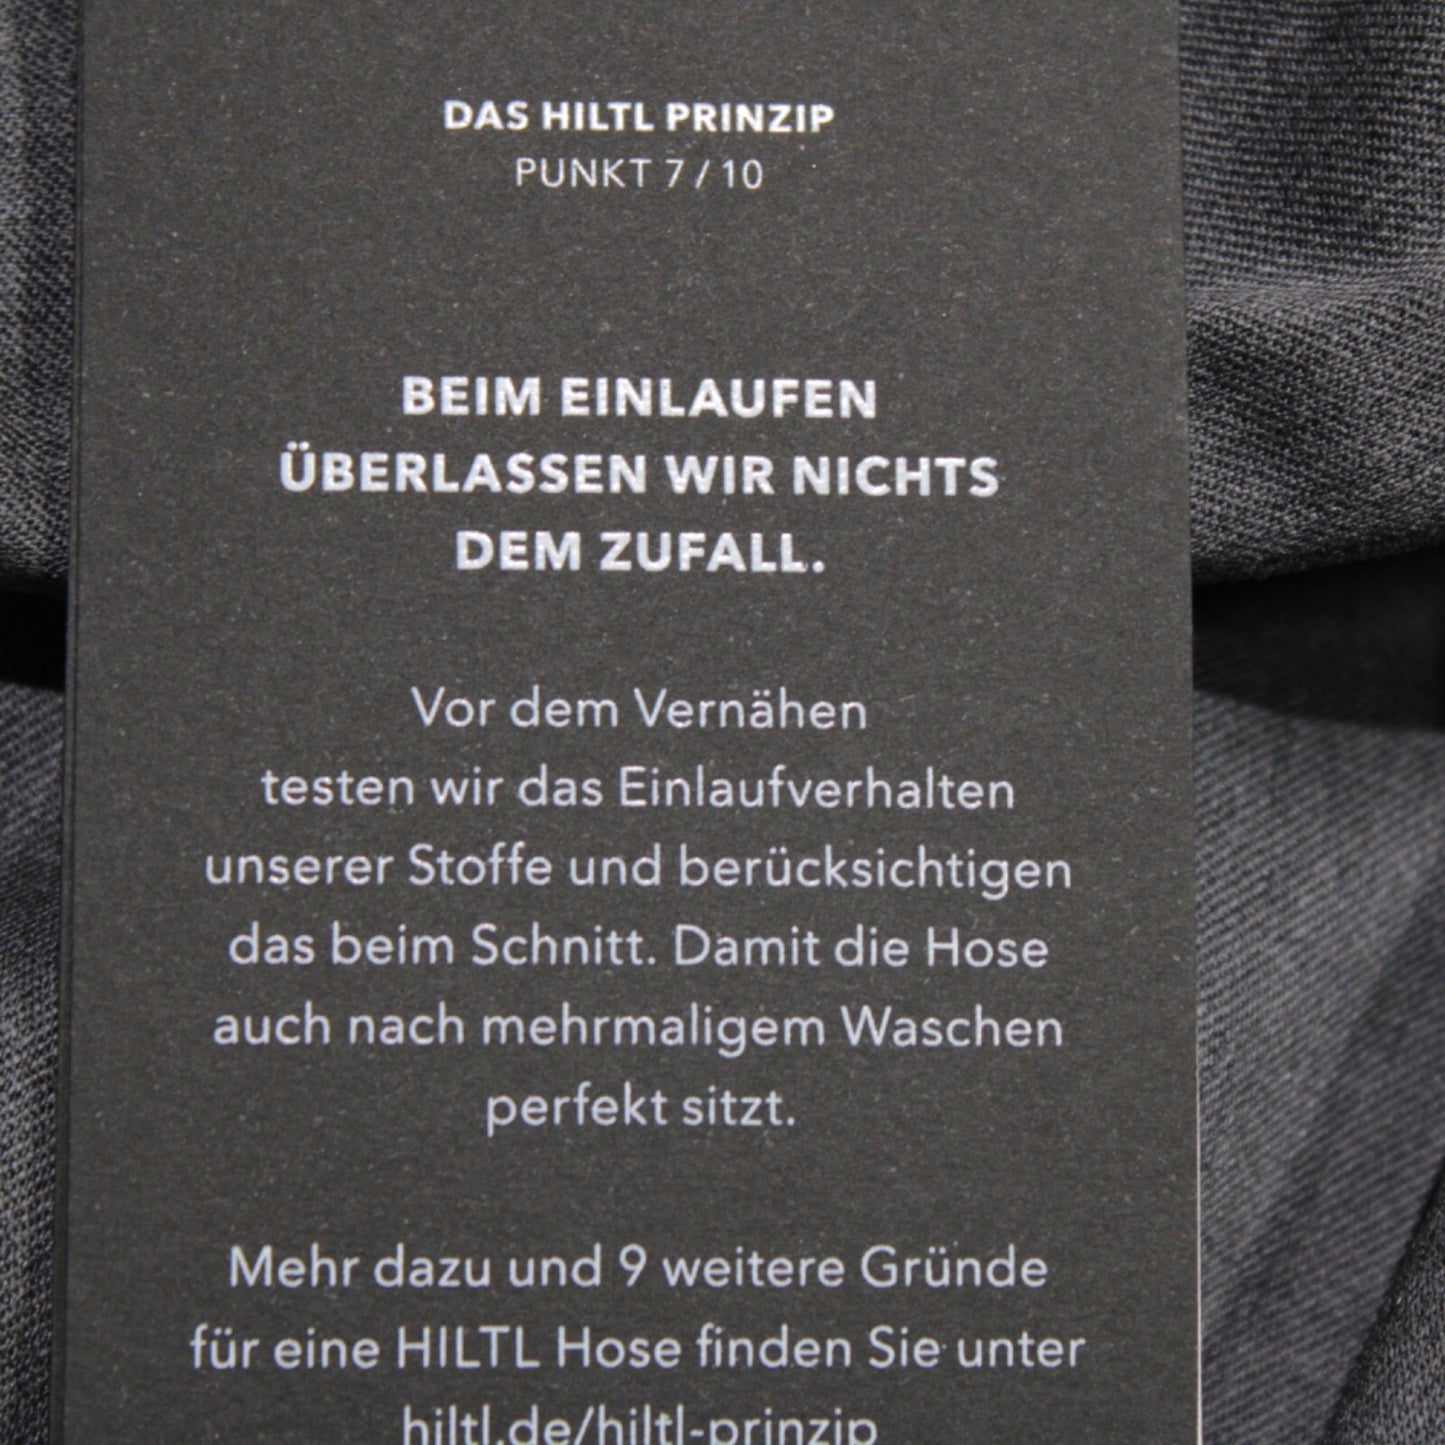 DAS HILTL PRINZIP
PUNKT 7 / 10
BEIM EINLAUFEN
ÜBERLASSEN WIR NICHTS
DEM ZUFALL.
Vor dem Vernähen
testen wir das Einlaufverhalten
unserer Stoffe und berücksichtigen
das beim Schnitt. Damit die Hose
auch nach mehrmaligem Waschen
perfekt sitzt.
Mehr dazu und 9 weitere Gründe
für eine HILTL Hose finden Sie unter
hiltl.de/hiltl-prinzip